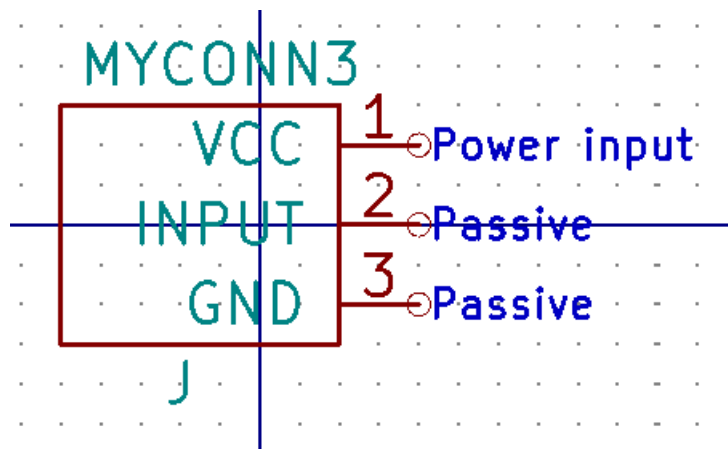 MYCONN3
VCC 1 Power input
INPUT 2 Passive
GND 3 Passive
J